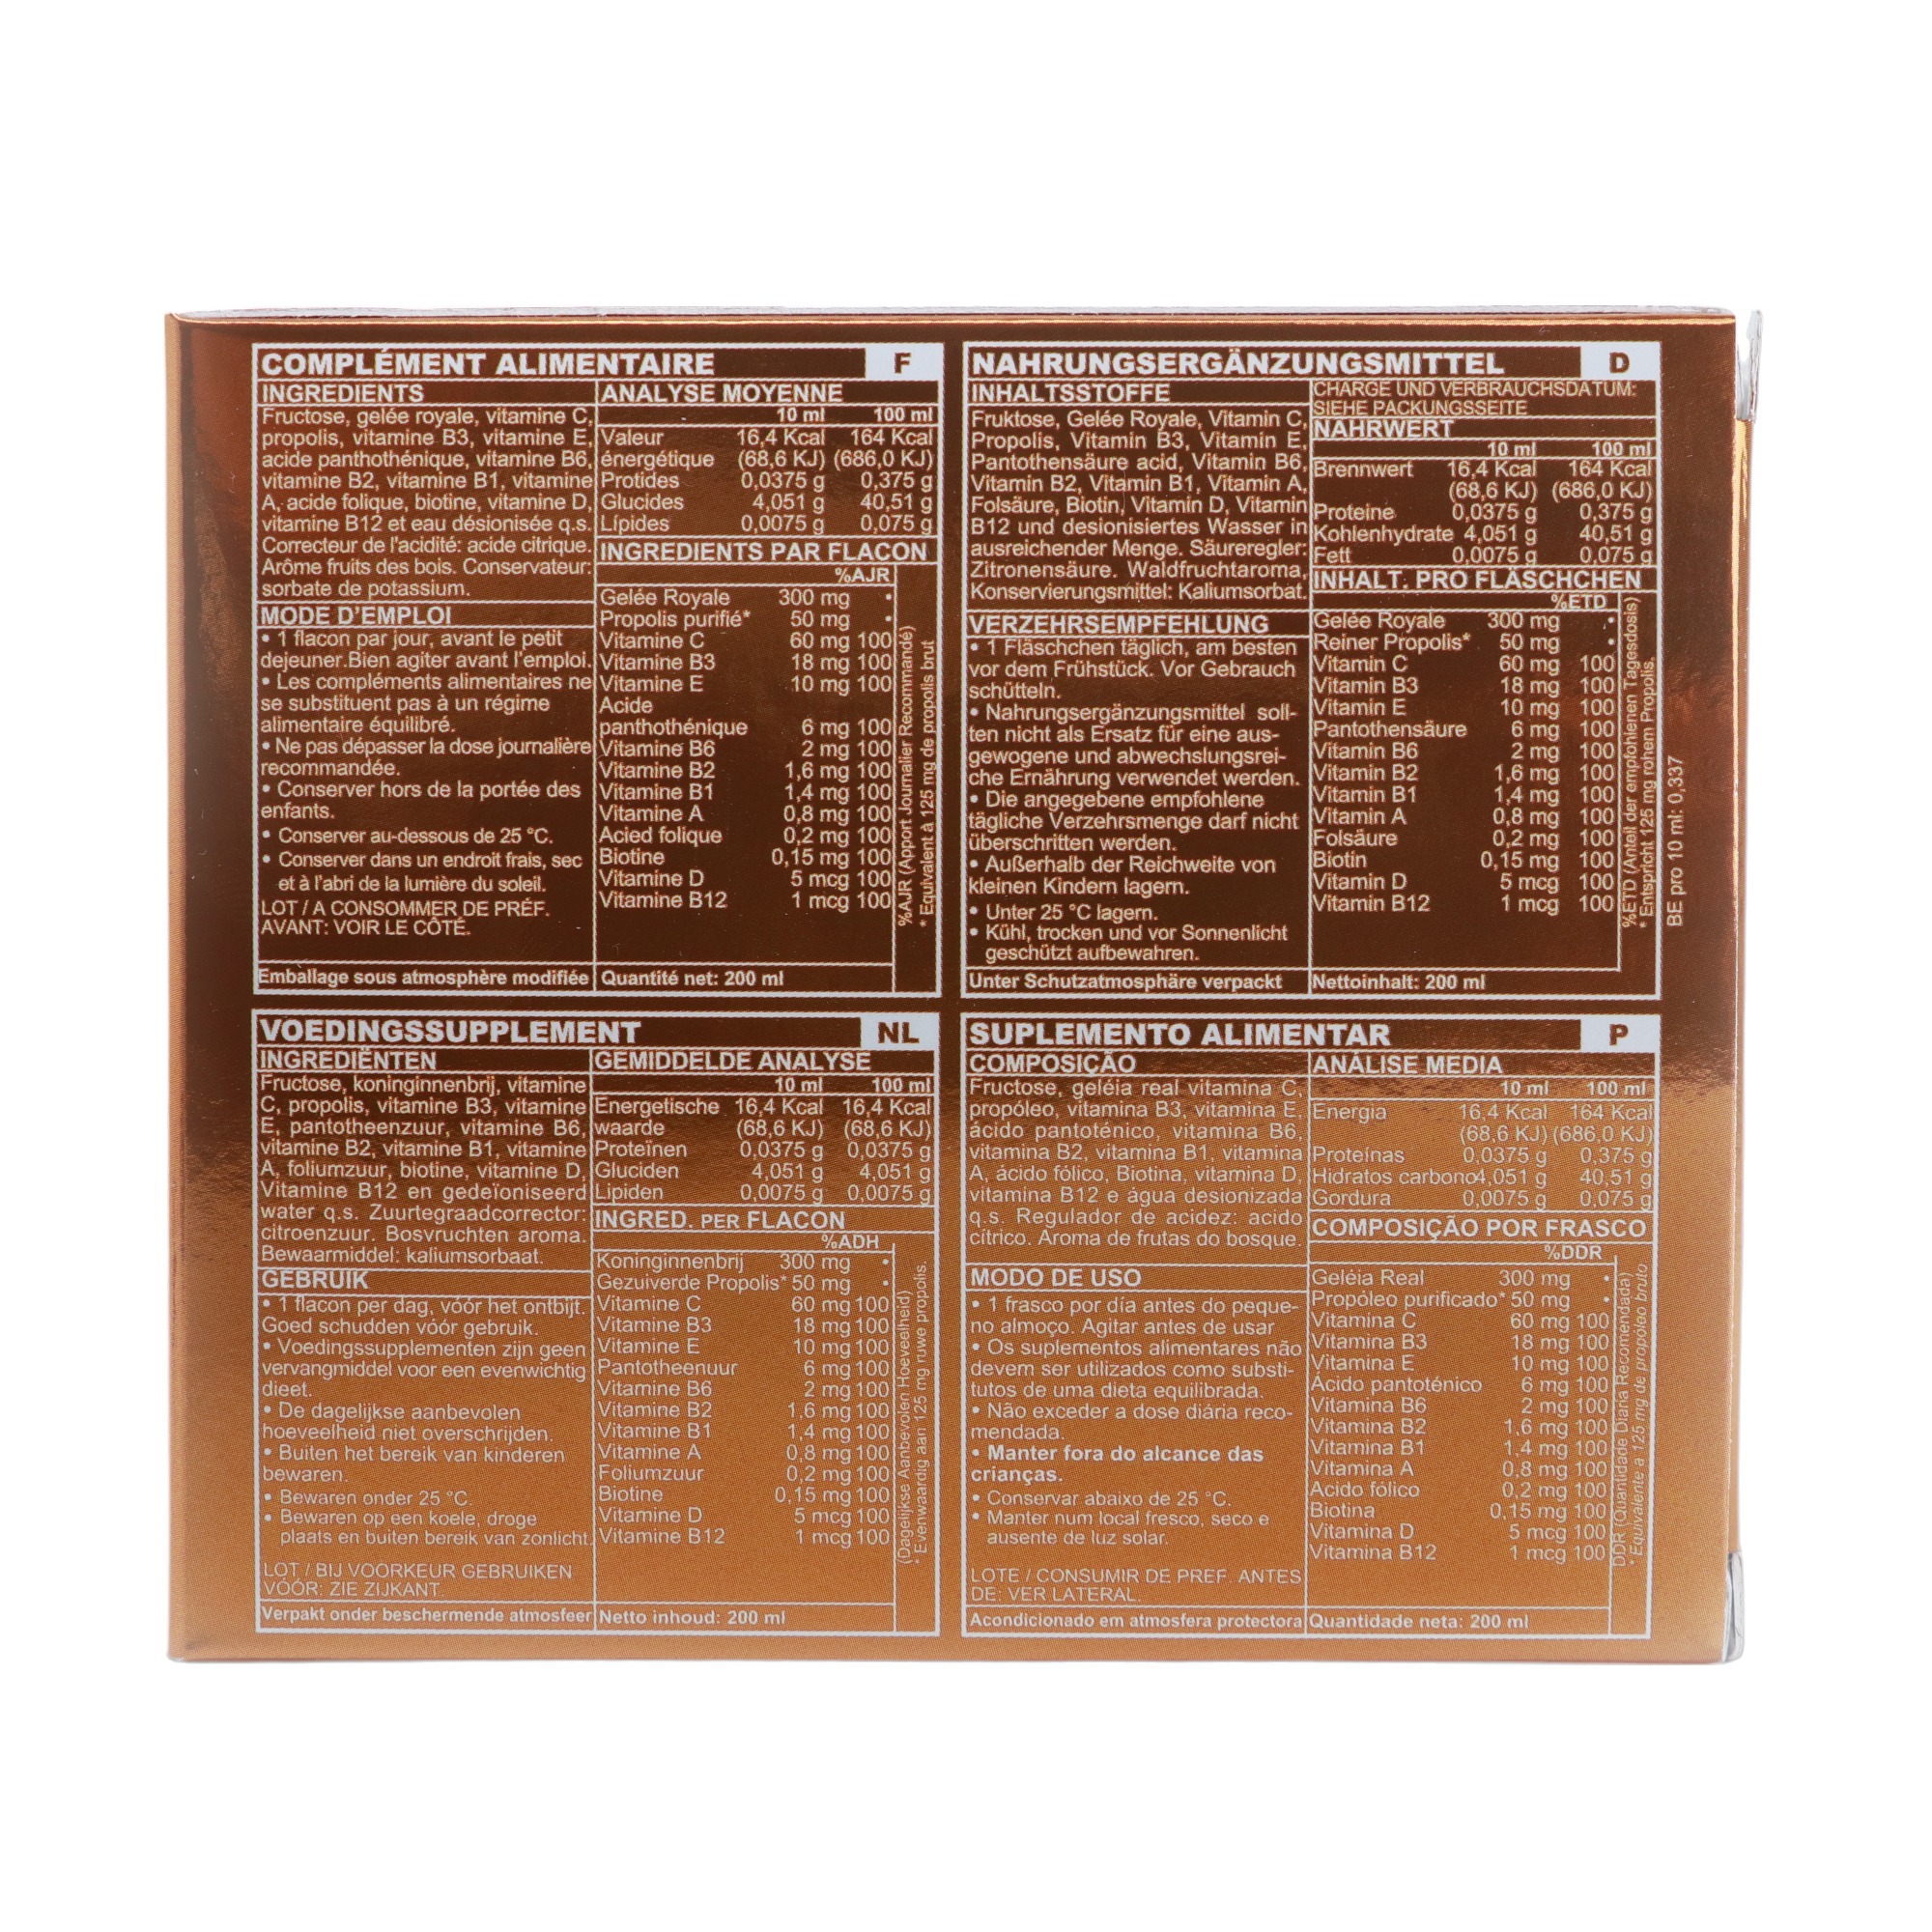 COMPLÉMENT ALIMENTAIRE F
INGREDIENTS
Fructose, gelée royale, vitamine C,
propolis, vitamine B3, vitamine E,
acide panthothénique, vitamine B6,
vitamine B2, vitamine B1, vitamine
A, acide folique, biotine, vitamine D,
vitamine B12 et eau désionisée q.s.
Correcteur de l'acidité: acide citrique.
Arôme fruits des bois. Conservateur:
sorbate de potassium.
MODE D'EMPLOI
• 1 flacon par jour, avant le petit
dejeuner.Bien agiter avant l'emploi.
• Les compléments alimentaires ne
se substituent pas à un régime
alimentaire équilibré.
• Ne pas dépasser la dose journalière
recommandée.
• Conserver hors de la portée des
enfants.
• Conserver au-dessous de 25 °C.
• Conserver dans un endroit frais, sec
et à l'abri de la lumière du soleil.
LOT / A CONSOMMER DE PRÉF.
AVANT: VOIR LE CÔTÉ.
Emballage sous atmosphère modifiée
ANALYSE MOYENNE
10 ml 100 ml
Valeur 16,4 Kcal 164 Kcal
énergétique (68,6 KJ) (686,0 KJ)
Protides 0,0375 g 0,375 g
Glucides 4,051 g 40,51 g
Lípides 0,0075 g 0,075 g
INGREDIENTS PAR FLACON
%AJR
Gelée Royale 300 mg •
Propolis purifié* 50 mg •
Vitamine C 60 mg 100
Vitamine B3 18 mg 100
Vitamine E 10 mg 100
Acide
panthothénique 6 mg 100
Vitamine B6 2 mg 100
Vitamine B2 1,6 mg 100
Vitamine B1 1,4 mg 100
Vitamine A 0,8 mg 100
Acied folique 0,2 mg 100
Biotine 0,15 mg 100
Vitamine D 5 mcg 100
Vitamine B12 1 mcg 100
%AJR (Apport Journalier Recommandé)
* Equivalent à 125 mg de propolis brut
Quantité net: 200 ml
NAHRUNGSERGÄNZUNGSMITTEL D
INHALTSSTOFFE
Fruktose, Gelée Royale, Vitamin C,
Propolis, Vitamin B3, Vitamin E,
Pantothensäure acid, Vitamin B6,
Vitamin B2, Vitamin B1, Vitamin A,
Folsäure, Biotin, Vitamin D, Vitamin
B12 und desionisiertes Wasser in
ausreichender Menge. Säureregler:
Zitronensäure. Waldfruchtaroma,
Konservierungsmittel: Kaliumsorbat.
VERZEHRSEMPFEHLUNG
• 1 Fläschchen täglich, am besten
vor dem Frühstück. Vor Gebrauch
schütteln.
• Nahrungsergänzungsmittel soll-
ten nicht als Ersatz für eine aus-
gewogene und abwechslungsrei-
che Ernährung verwendet werden.
• Die angegebene empfohlene
tägliche Verzehrsmenge darf nicht
überschritten werden.
• Außerhalb der Reichweite von
kleinen Kindern lagern.
• Unter 25 °C lagern.
• Kühl, trocken und vor Sonnenlicht
geschützt aufbewahren.
Unter Schutzatmosphäre verpackt
CHARGE UND VERBRAUCHSDATUM:
SIEHE PACKUNGSSEITE
NÄHRWERT
10 ml 100 ml
Brennwert 16,4 Kcal 164 Kcal
(68,6 KJ) (686,0 KJ)
Proteine 0,0375 g 0,375 g
Kohlenhydrate 4,051 g 40,51 g
Fett 0,0075 g 0,075 g
INHALT. PRO FLÄSCHCHEN
%ETD
Gelée Royale 300 mg •
Reiner Propolis* 50 mg •
Vitamin C 60 mg 100
Vitamin B3 18 mg 100
Vitamin E 10 mg 100
Pantothensäure 6 mg 100
Vitamin B6 2 mg 100
Vitamin B2 1,6 mg 100
Vitamin B1 1,4 mg 100
Vitamin A 0,8 mg 100
Folsäure 0,2 mg 100
Biotin 0,15 mg 100
Vitamin D 5 mcg 100
Vitamin B12 1 mcg 100
%ETD (Anteil der empfohlenen Tagesdosis)
* Entspricht 125 mg rohem Propolis.
Nettoinhalt: 200 ml
BE pro 10 ml: 0,337
VOEDINGSSUPPLEMENT NL
INGREDIËNTEN
Fructose, koninginnenbrij, vitamine
C, propolis, vitamine B3, vitamine
E, pantotheenzuur, vitamine B6,
vitamine B2, vitamine B1, vitamine
A, foliumzuur, biotine, vitamine D,
Vitamine B12 en gedeïoniseerd
water q.s. Zuurtegraadcorrector:
citroenzuur. Bosvruchten aroma.
Bewaarmiddel: kaliumsorbaat.
GEBRUIK
• 1 flacon per dag, vóór het ontbijt.
Goed schudden vóór gebruik.
• Voedingssupplementen zijn geen
vervangmiddel voor een evenwichtig
dieet.
• De dagelijkse aanbevolen
hoeveelheid niet overschrijden.
• Buiten het bereik van kinderen
bewaren.
• Bewaren onder 25 °C.
• Bewaren op een koele, droge
plaats en buiten bereik van zonlicht.
LOT / BIJ VOORKEUR GEBRUIKEN
VÓÓR: ZIE ZIJKANT.
Verpakt onder beschermende atmosfeer
GEMIDDELDE ANALYSE
10 ml 100 ml
Energetische 16,4 Kcal 16,4 Kcal
waarde (68,6 KJ) (68,6 KJ)
Proteïnen 0,0375 g 0,0375 g
Gluciden 4,051 g 4,051 g
Lipiden 0,0075 g 0,0075 g
INGRED. PER FLACON
%ADH
Koninginnenbrij 300 mg •
Gezuiverde Propolis* 50 mg •
Vitamine C 60 mg 100
Vitamine B3 18 mg 100
Vitamine E 10 mg 100
Pantotheenuur 6 mg 100
Vitamine B6 2 mg 100
Vitamine B2 1,6 mg 100
Vitamine B1 1,4 mg 100
Vitamine A 0,8 mg 100
Foliumzuur 0,2 mg 100
Biotine 0,15 mg 100
Vitamine D 5 mcg 100
Vitamine B12 1 mcg 100
(Dagelijkse Aanbevolen Hoeveelheid)
* Evenwaardig aan 125 mg ruwe propolis.
Netto inhoud: 200 ml
SUPLEMENTO ALIMENTAR P
COMPOSIÇÃO
Fructose, geléia real vitamina C,
propóleo, vitamina B3, vitamina E,
ácido pantoténico, vitamina B6,
vitamina B2, vitamina B1, vitamina
A, ácido fólico, Biotina, vitamina D,
vitamina B12 e água desionizada
q.s. Regulador de acidez: acido
cítrico. Aroma de frutas do bosque.
MODO DE USO
• 1 frasco por día antes do peque-
no almoço. Agitar antes de usar
• Os suplementos alimentares não
devem ser utilizados como substi-
tutos de uma dieta equilibrada.
• Não exceder a dose diária reco-
mendada.
• Manter fora do alcance das
crianças.
• Conservar abaixo de 25 °C.
• Manter num local fresco, seco e
ausente de luz solar.
LOTE / CONSUMIR DE PREF. ANTES
DE: VER LATERAL.
Acondicionado em atmosfera protectora
ANÁLISE MEDIA
10 ml 100 ml
Energia 16,4 Kcal 164 Kcal
(68,6 KJ) (686,0 KJ)
Proteínas 0,0375 g 0,375 g
Hidratos carbono4,051 g 40,51 g
Gordura 0,0075 g 0,075 g
COMPOSIÇÃO POR FRASCO
%DDR
Geléia Real 300 mg •
Propóleo purificado* 50 mg •
Vitamina C 60 mg 100
Vitamina B3 18 mg 100
Vitamina E 10 mg 100
Ácido pantoténico 6 mg 100
Vitamina B6 2 mg 100
Vitamina B2 1,6 mg 100
Vitamina B1 1,4 mg 100
Vitamina A 0,8 mg 100
Acido fólico 0,2 mg 100
Biotina 0,15 mg 100
Vitamina D 5 mcg 100
Vitamina B12 1 mcg 100
DDR (Quantidade Diaria Recomendada)
* Equivalente a 125 mg de propóleo bruto
Quantidade neta: 200 ml